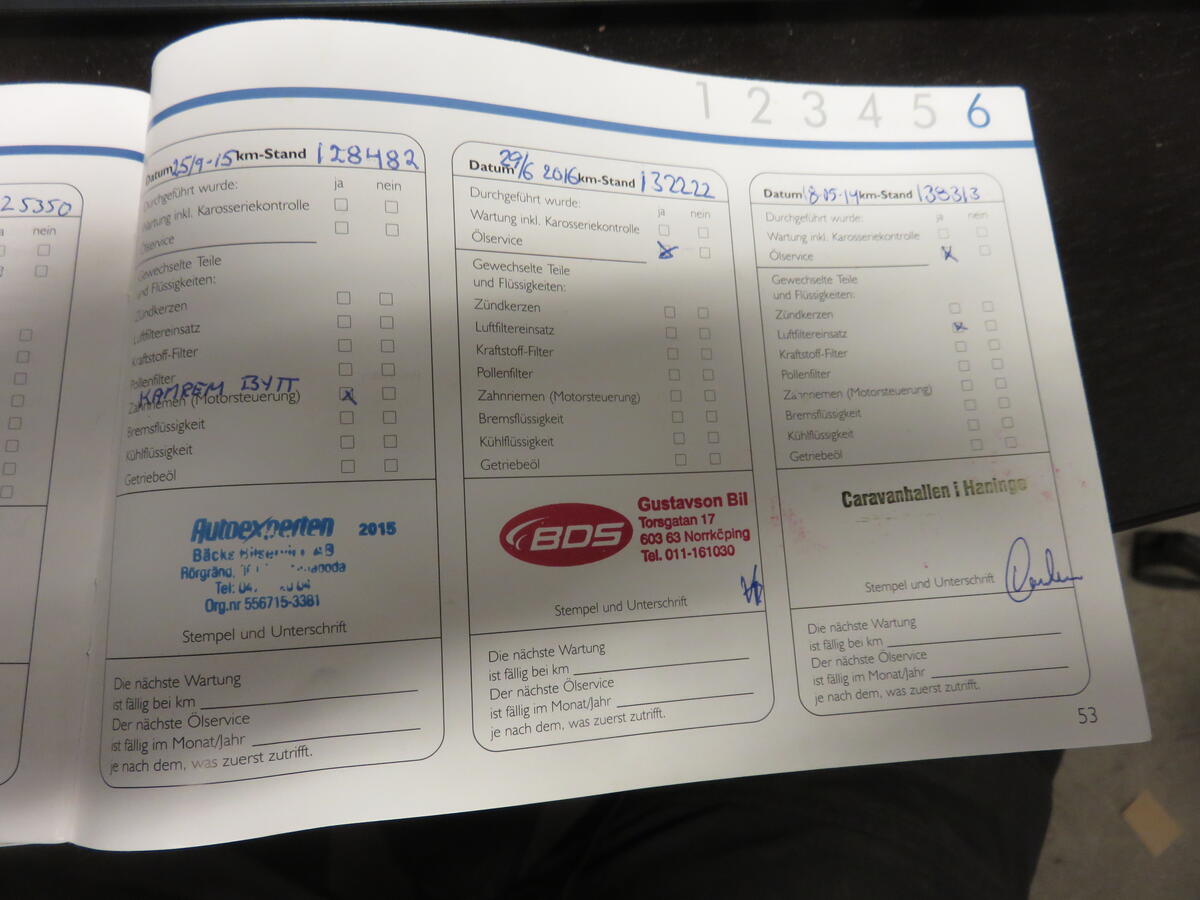 1 2 3 4 5 6
25350
nein
Datum 25/9-15 km-Stand 128482
Durchgeführt wurde: ja nein
Wartung inkl. Karosseriekontrolle
Ölservice
Gewechselte Teile
und Flüssigkeiten:
Zündkerzen
Luftfiltereinsatz
Kraftstoff-Filter
Pollenfilter
KAMREM BYTT
Zahnriemen (Motorsteuerung) x
Bremsflüssigkeit
Kühlflüssigkeit
Getriebeöl
Autoexperten 2015
Bäcks
Rörgränd
Tel:
Org.nr 556715-3381
Stempel und Unterschrift
Die nächste Wartung
ist fällig bei km
Der nächste Ölservice
ist fällig im Monat/Jahr
je nach dem, was zuerst zutrifft.
Datum 29/6 2016 km-Stand 132222
Durchgeführt wurde: ja nein
Wartung inkl. Karosseriekontrolle
Ölservice x
Gewechselte Teile
und Flüssigkeiten:
Zündkerzen
Luftfiltereinsatz
Kraftstoff-Filter
Pollenfilter
Zahnriemen (Motorsteuerung)
Bremsflüssigkeit
Kühlflüssigkeit
Getriebeöl
BDS
Gustavson Bil
Torsgatan 17
603 63 Norrköping
Tel. 011-161030
Stempel und Unterschrift
Die nächste Wartung
ist fällig bei km
Der nächste Ölservice
ist fällig im Monat/Jahr
je nach dem, was zuerst zutrifft.
Datum 18-05-14 km-Stand 138313
Durchgeführt wurde: ja nein
Wartung inkl. Karosseriekontrolle
Ölservice x
Gewechselte Teile
und Flüssigkeiten:
Zündkerzen
Luftfiltereinsatz x
Kraftstoff-Filter
Pollenfilter
Zahnriemen (Motorsteuerung)
Bremsflüssigkeit
Kühlflüssigkeit
Getriebeöl
Caravanhallen i Haninge
Stempel und Unterschrift
Die nächste Wartung
ist fällig bei km
Der nächste Ölservice
ist fällig im Monat/Jahr
je nach dem, was zuerst zutrifft.
53